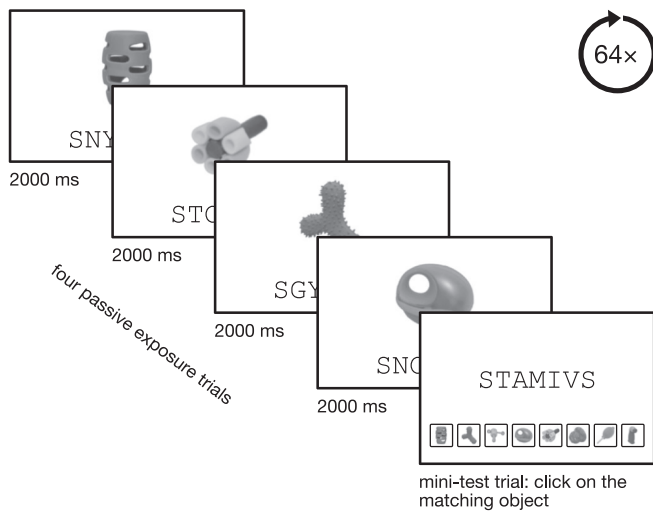 64×
SNY
2000 ms
STO
2000 ms
SGY
2000 ms
SNO
2000 ms
four passive exposure trials
STAMIVS
mini-test trial: click on the
matching object